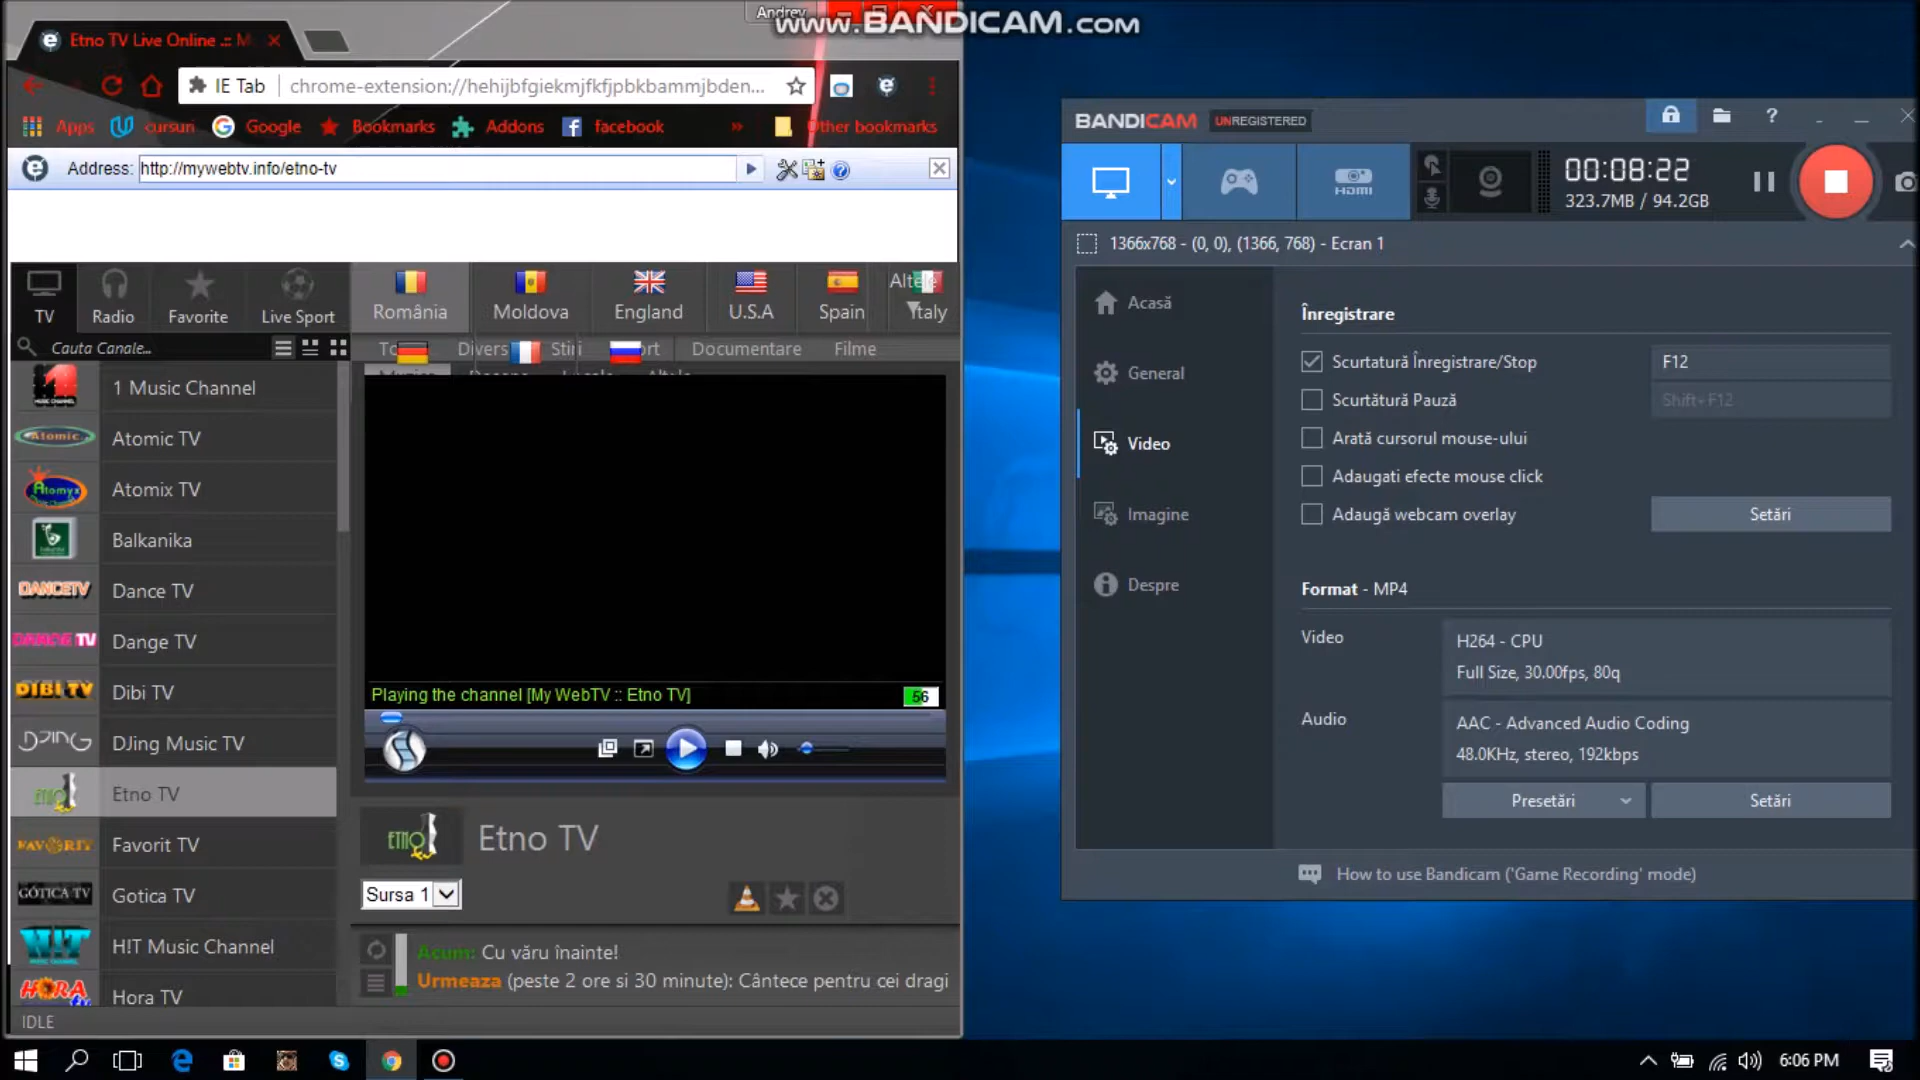 www.BANDICAM.com
Etno TV Live Online .:: M
IE Tab
chrome-extension://hehijbfgiekmjfkfjpbkbammjbden...
Apps
cursuri
Google
Bookmarks
Addons
facebook
»
Other bookmarks
Address:
http://mywebtv.info/etno-tv
TV
Radio
Favorite
Live Sport
România
Moldova
England
U.S.A
Spain
Italy
Cauta Canale...
Divers
Stiri
Documentare
Filme
1 Music Channel
Atomic TV
Atomix TV
Balkanika
Dance TV
Dange TV
Dibi TV
DJing Music TV
Etno TV
Favorit TV
Gotica TV
H!T Music Channel
Hora TV
IDLE
Playing the channel [My WebTV :: Etno TV]
56
ETNO
Etno TV
Sursa 1
Acum: Cu văru înainte!
Urmeaza (peste 2 ore si 30 minute): Cântece pentru cei dragi
BANDICAM
UNREGISTERED
?
HDMI
00:08:22
323.7MB / 94.2GB
1366x768 - (0, 0), (1366, 768) - Ecran 1
Acasă
General
Video
Imagine
Despre
Înregistrare
Scurtatură Înregistrare/Stop
F12
Scurtătură Pauză
Shift+F12
Arată cursorul mouse-ului
Adaugati efecte mouse click
Adaugă webcam overlay
Setări
Format - MP4
Video
H264 - CPU
Full Size, 30.00fps, 80q
Audio
AAC - Advanced Audio Coding
48.0KHz, stereo, 192kbps
Presetări
Setări
How to use Bandicam ('Game Recording' mode)
6:06 PM